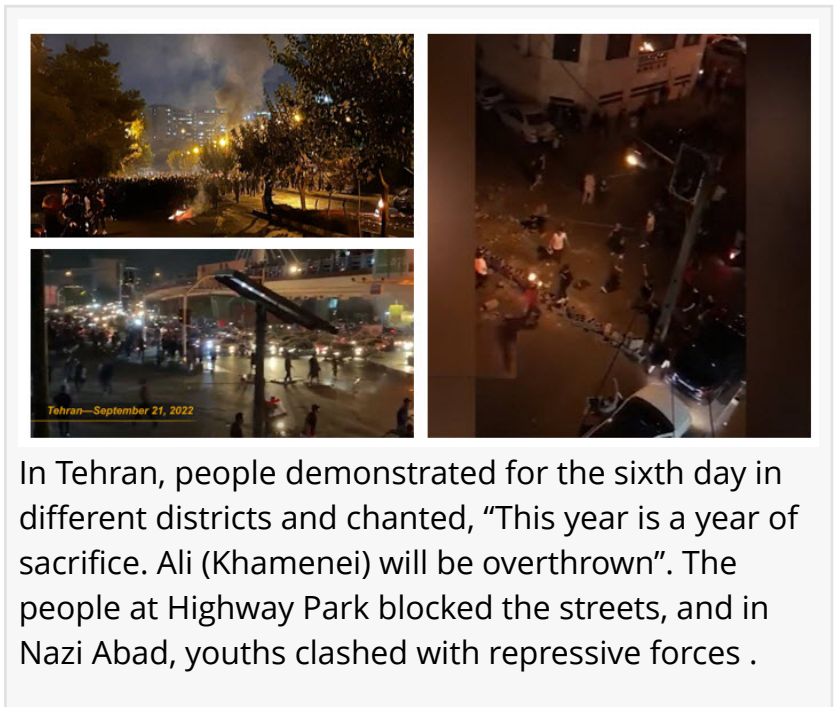 Tehran—September 21, 2022
In Tehran, people demonstrated for the sixth day in
different districts and chanted, “This year is a year of
sacrifice. Ali (Khamenei) will be overthrown”. The
people at Highway Park blocked the streets, and in
Nazi Abad, youths clashed with repressive forces .